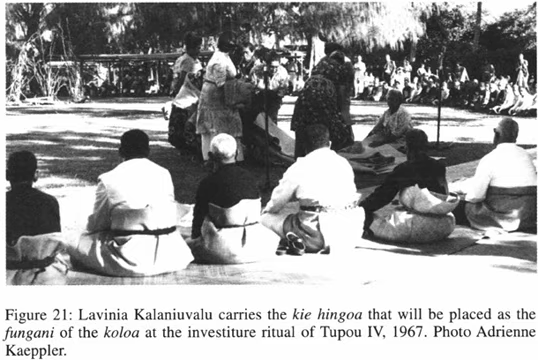 Figure 21: Lavinia Kalaniuvalu carries the kie hingoa that will be placed as the
fungani of the koloa at the investiture ritual of Tupou IV, 1967. Photo Adrienne
Kaeppler.